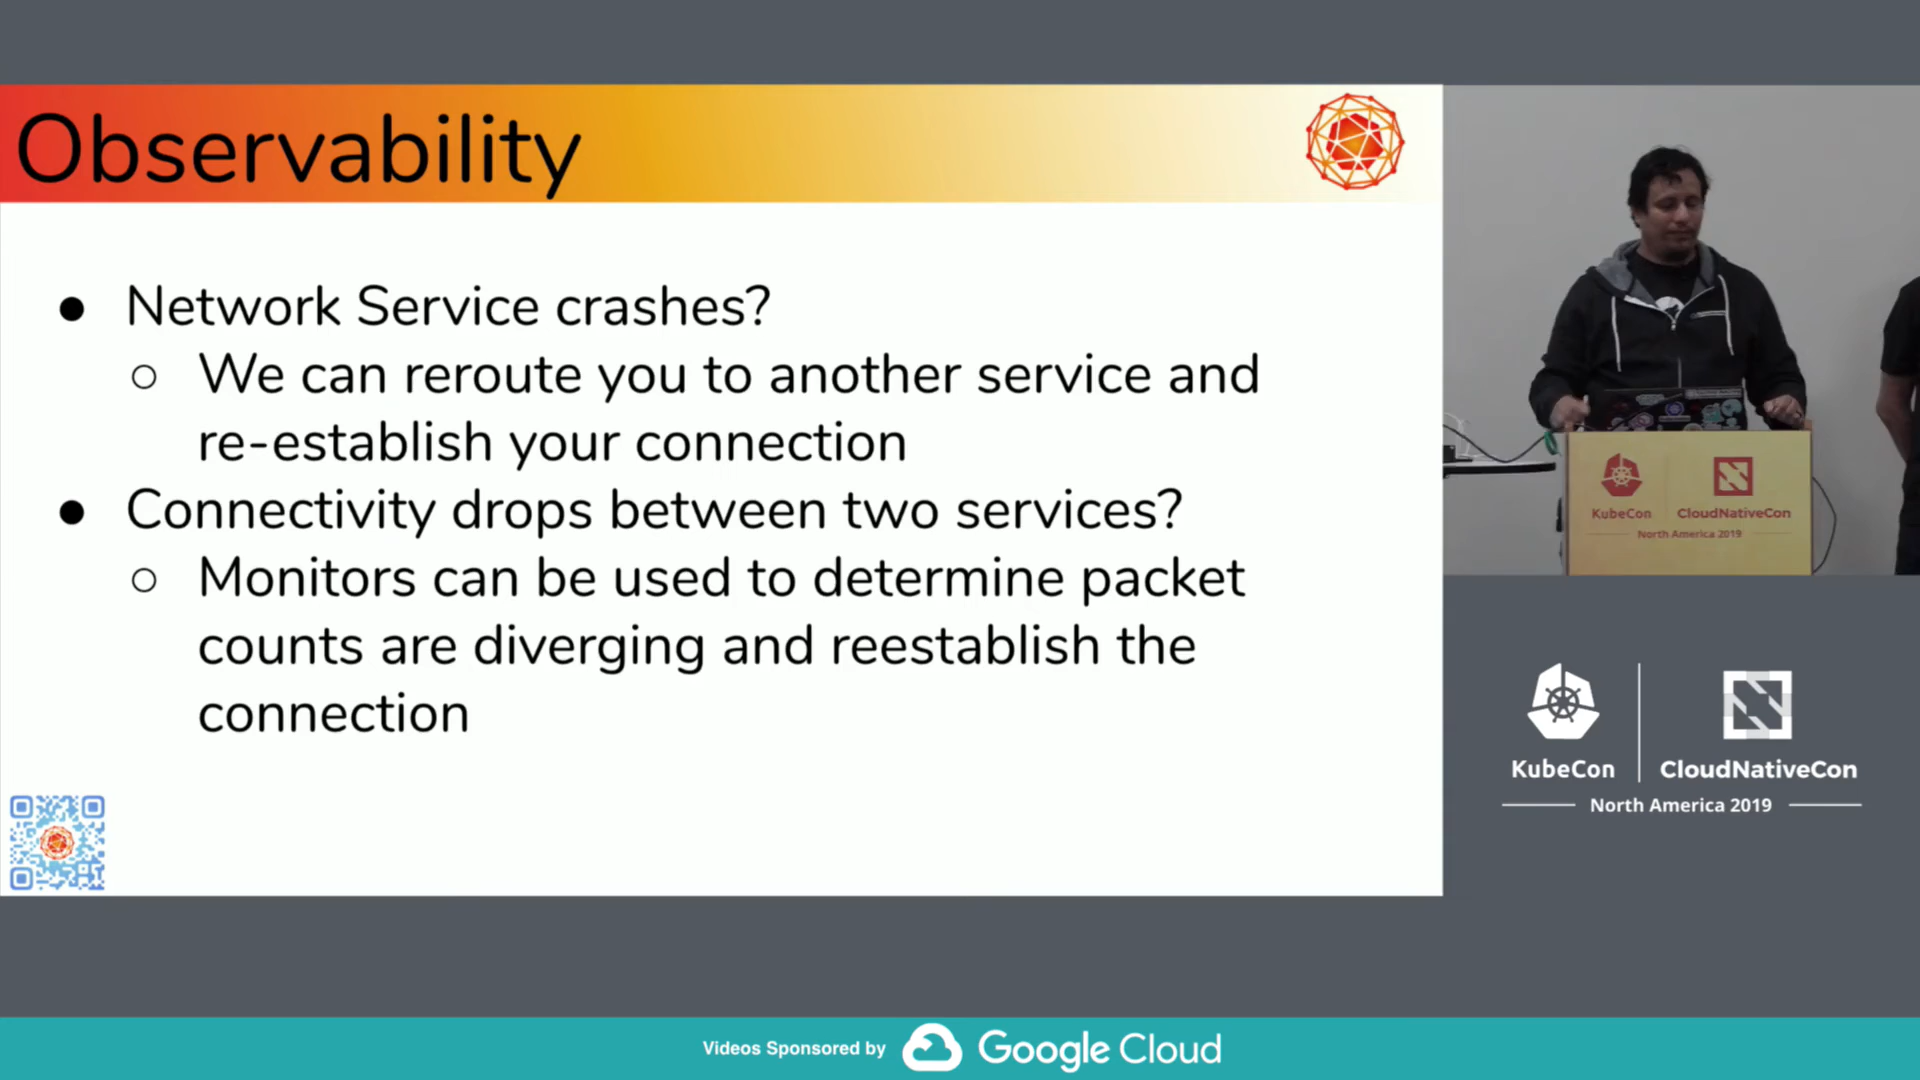 Observability
● Network Service crashes?
○ We can reroute you to another service and
re-establish your connection
● Connectivity drops between two services?
○ Monitors can be used to determine packet
counts are diverging and reestablish the
connection
KubeCon CloudNativeCon
North America 2019
KubeCon CloudNativeCon
North America 2019
Videos Sponsored by Google Cloud